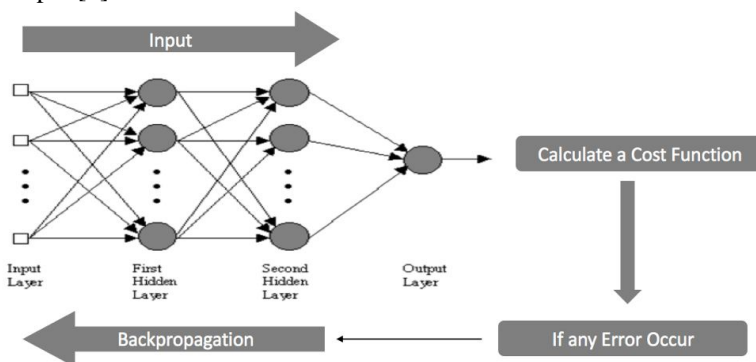 Input
Calculate a Cost Function
Input
Layer
First
Hidden
Layer
Second
Hidden
Layer
Output
Layer
Backpropagation
If any Error Occur